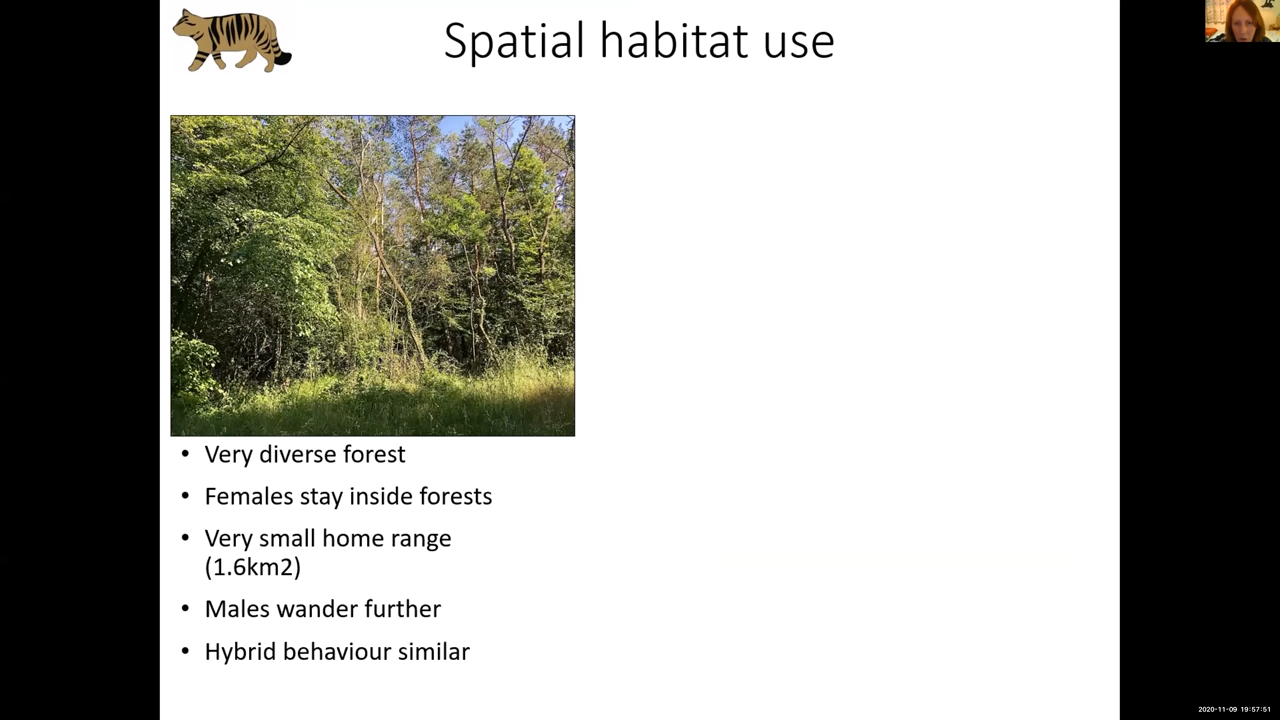 Spatial habitat use
• Very diverse forest
• Females stay inside forests
• Very small home range
(1.6km2)
• Males wander further
• Hybrid behaviour similar
2020-11-09 19:57:51